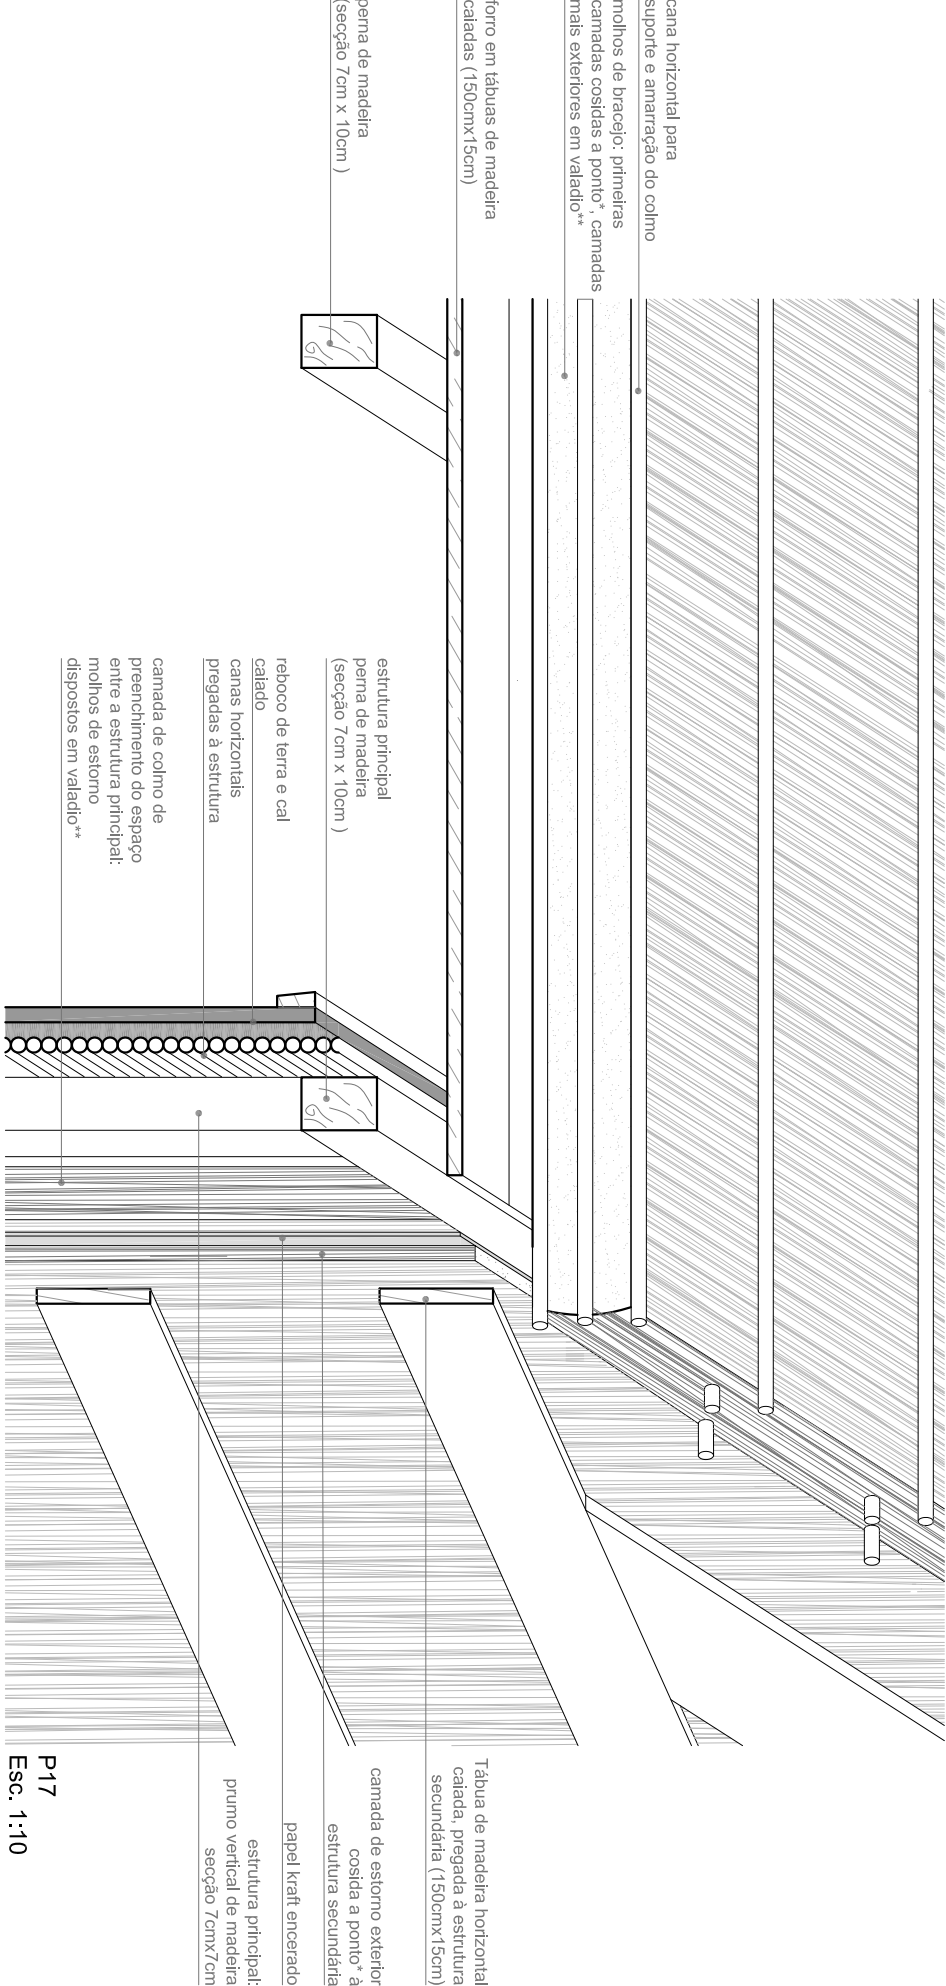 cana horizontal para
suporte e amarração do colmo
molhos de bracejo: primeiras
camadas cosidas a ponto*, camadas
mais exteriores em valadio**
forro em tábuas de madeira
caiadas (150cmx15cm)
perna de madeira
(secção 7cm x 10cm )
estrutura principal
perna de madeira
(secção 7cm x 10cm )
reboco de terra e cal
caiado
canas horizontais
pregadas à estrutura
camada de colmo de
preenchimento do espaço
entre a estrutura principal:
molhos de estorno
dispostos em valadio**
Tábua de madeira horizontal
caiada, pregada à estrutura
secundária (150cmx15cm)
camada de estorno exterior
cosida a ponto* à
estrutura secundária
papel kraft encerado
estrutura principal:
prumo vertical de madeira
secção 7cmx7cm
P17
Esc. 1:10